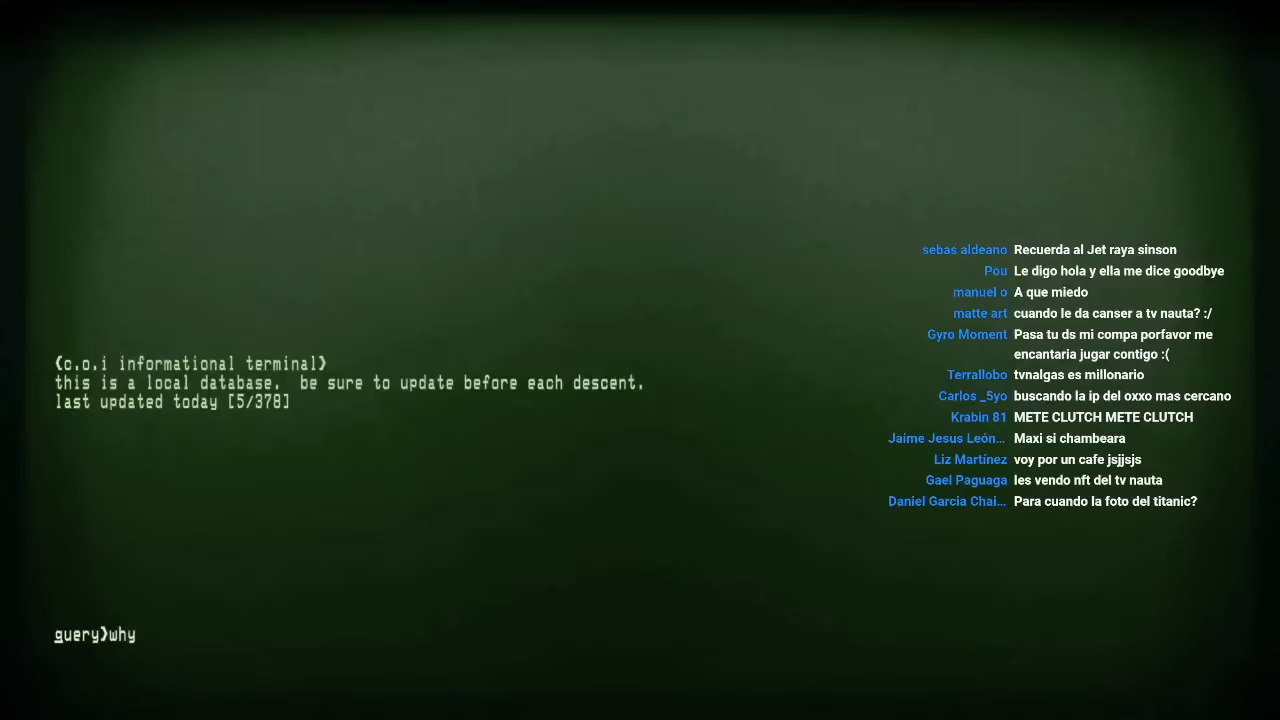 {c.o.i informational terminal}
this is a local database.  be sure to update before each descent.
last updated today [5/378]
query}why
sebas aldeano Recuerda al Jet raya sinson
Pou Le digo hola y ella me dice goodbye
manuel o A que miedo
matte art cuando le da canser a tv nauta? :/
Gyro Moment Pasa tu ds mi compa porfavor me
encantaria jugar contigo :(
Terrallobo tvnalgas es millonario
Carlos _5yo buscando la ip del oxxo mas cercano
Krabin 81 METE CLUTCH METE CLUTCH
Jaime Jesus León... Maxi si chambeara
Liz Martínez voy por un cafe jsjjsjs
Gael Paguaga les vendo nft del tv nauta
Daniel Garcia Chai... Para cuando la foto del titanic?